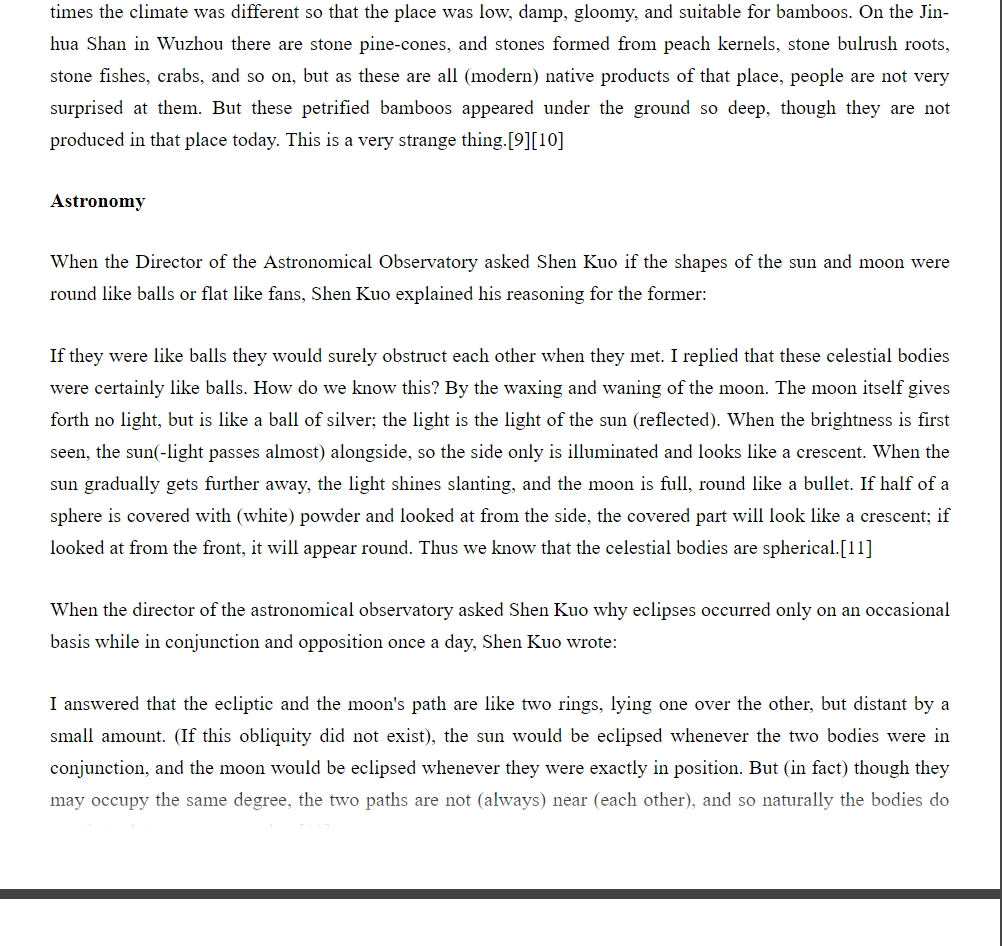 times the climate was different so that the place was low, damp, gloomy, and suitable for bamboos. On the Jin-
hua Shan in Wuzhou there are stone pine-cones, and stones formed from peach kernels, stone bulrush roots,
stone fishes, crabs, and so on, but as these are all (modern) native products of that place, people are not very
surprised at them. But these petrified bamboos appeared under the ground so deep, though they are not
produced in that place today. This is a very strange thing.[9][10]
Astronomy
When the Director of the Astronomical Observatory asked Shen Kuo if the shapes of the sun and moon were
round like balls or flat like fans, Shen Kuo explained his reasoning for the former:
If they were like balls they would surely obstruct each other when they met. I replied that these celestial bodies
were certainly like balls. How do we know this? By the waxing and waning of the moon. The moon itself gives
forth no light, but is like a ball of silver; the light is the light of the sun (reflected). When the brightness is first
seen, the sun(-light passes almost) alongside, so the side only is illuminated and looks like a crescent. When the
sun gradually gets further away, the light shines slanting, and the moon is full, round like a bullet. If half of a
sphere is covered with (white) powder and looked at from the side, the covered part will look like a crescent; if
looked at from the front, it will appear round. Thus we know that the celestial bodies are spherical.[11]
When the director of the astronomical observatory asked Shen Kuo why eclipses occurred only on an occasional
basis while in conjunction and opposition once a day, Shen Kuo wrote:
I answered that the ecliptic and the moon's path are like two rings, lying one over the other, but distant by a
small amount. (If this obliquity did not exist), the sun would be eclipsed whenever the two bodies were in
conjunction, and the moon would be eclipsed whenever they were exactly in position. But (in fact) though they
may occupy the same degree, the two paths are not (always) near (each other), and so naturally the bodies do